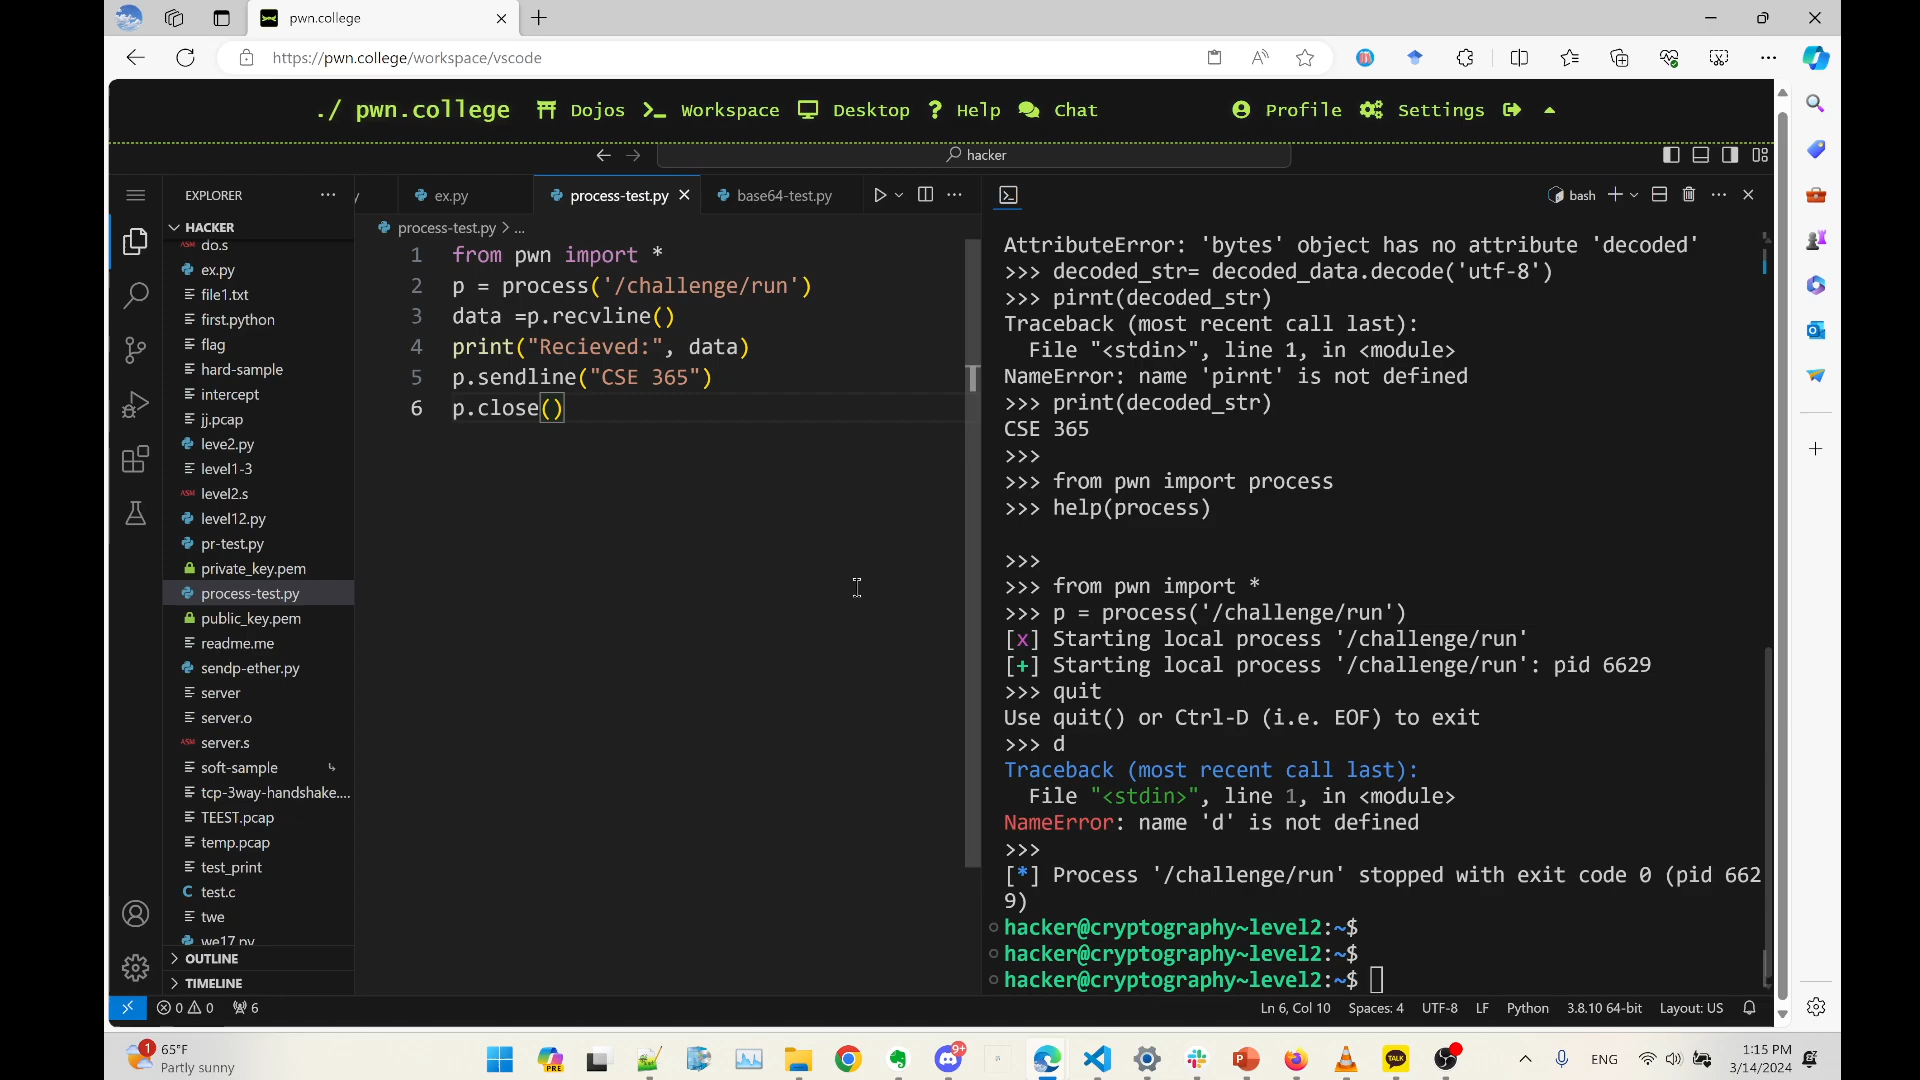 pwn.college
https://pwn.college/workspace/vscode
./ pwn.college Dojos Workspace Desktop ? Help Chat Profile Settings
hacker
EXPLORER
HACKER
do.s
ex.py
file1.txt
first.python
flag
hard-sample
intercept
jj.pcap
leve2.py
level1-3
level2.s
level12.py
pr-test.py
private_key.pem
process-test.py
public_key.pem
readme.me
sendp-ether.py
server
server.o
server.s
soft-sample
tcp-3way-handshake....
TEEST.pcap
temp.pcap
test_print
test.c
twe
we17.py
OUTLINE
TIMELINE
ex.py process-test.py base64-test.py
process-test.py > ...
1 from pwn import *
2 p = process('/challenge/run')
3 data =p.recvline()
4 print("Recieved:", data)
5 p.sendline("CSE 365")
6 p.close()
bash
AttributeError: 'bytes' object has no attribute 'decoded'
>>> decoded_str= decoded_data.decode('utf-8')
>>> pirnt(decoded_str)
Traceback (most recent call last):
File "<stdin>", line 1, in <module>
NameError: name 'pirnt' is not defined
>>> print(decoded_str)
CSE 365
>>>
>>> from pwn import process
>>> help(process)
>>>
>>> from pwn import *
>>> p = process('/challenge/run')
[x] Starting local process '/challenge/run'
[+] Starting local process '/challenge/run': pid 6629
>>> quit
Use quit() or Ctrl-D (i.e. EOF) to exit
>>> d
Traceback (most recent call last):
File "<stdin>", line 1, in <module>
NameError: name 'd' is not defined
>>>
[*] Process '/challenge/run' stopped with exit code 0 (pid 662
9)
hacker@cryptography~level2:~$
hacker@cryptography~level2:~$
hacker@cryptography~level2:~$
0 0 6 Ln 6, Col 10 Spaces: 4 UTF-8 LF Python 3.8.10 64-bit Layout: US
1 65°F
Partly sunny
PRE
9+
TALK
ENG
1:15 PM
3/14/2024